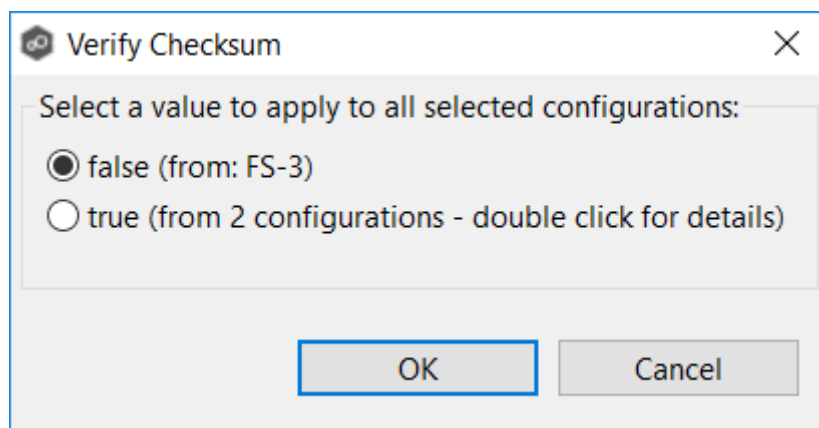 Verify Checksum
Select a value to apply to all selected configurations:
false (from: FS-3)
true (from 2 configurations - double click for details)
OK
Cancel